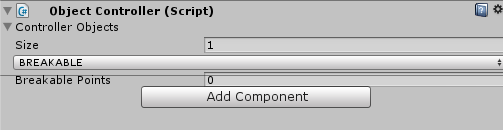 Object Controller (Script)
Controller Objects
Size 1
BREAKABLE
Breakable Points 0
Add Component